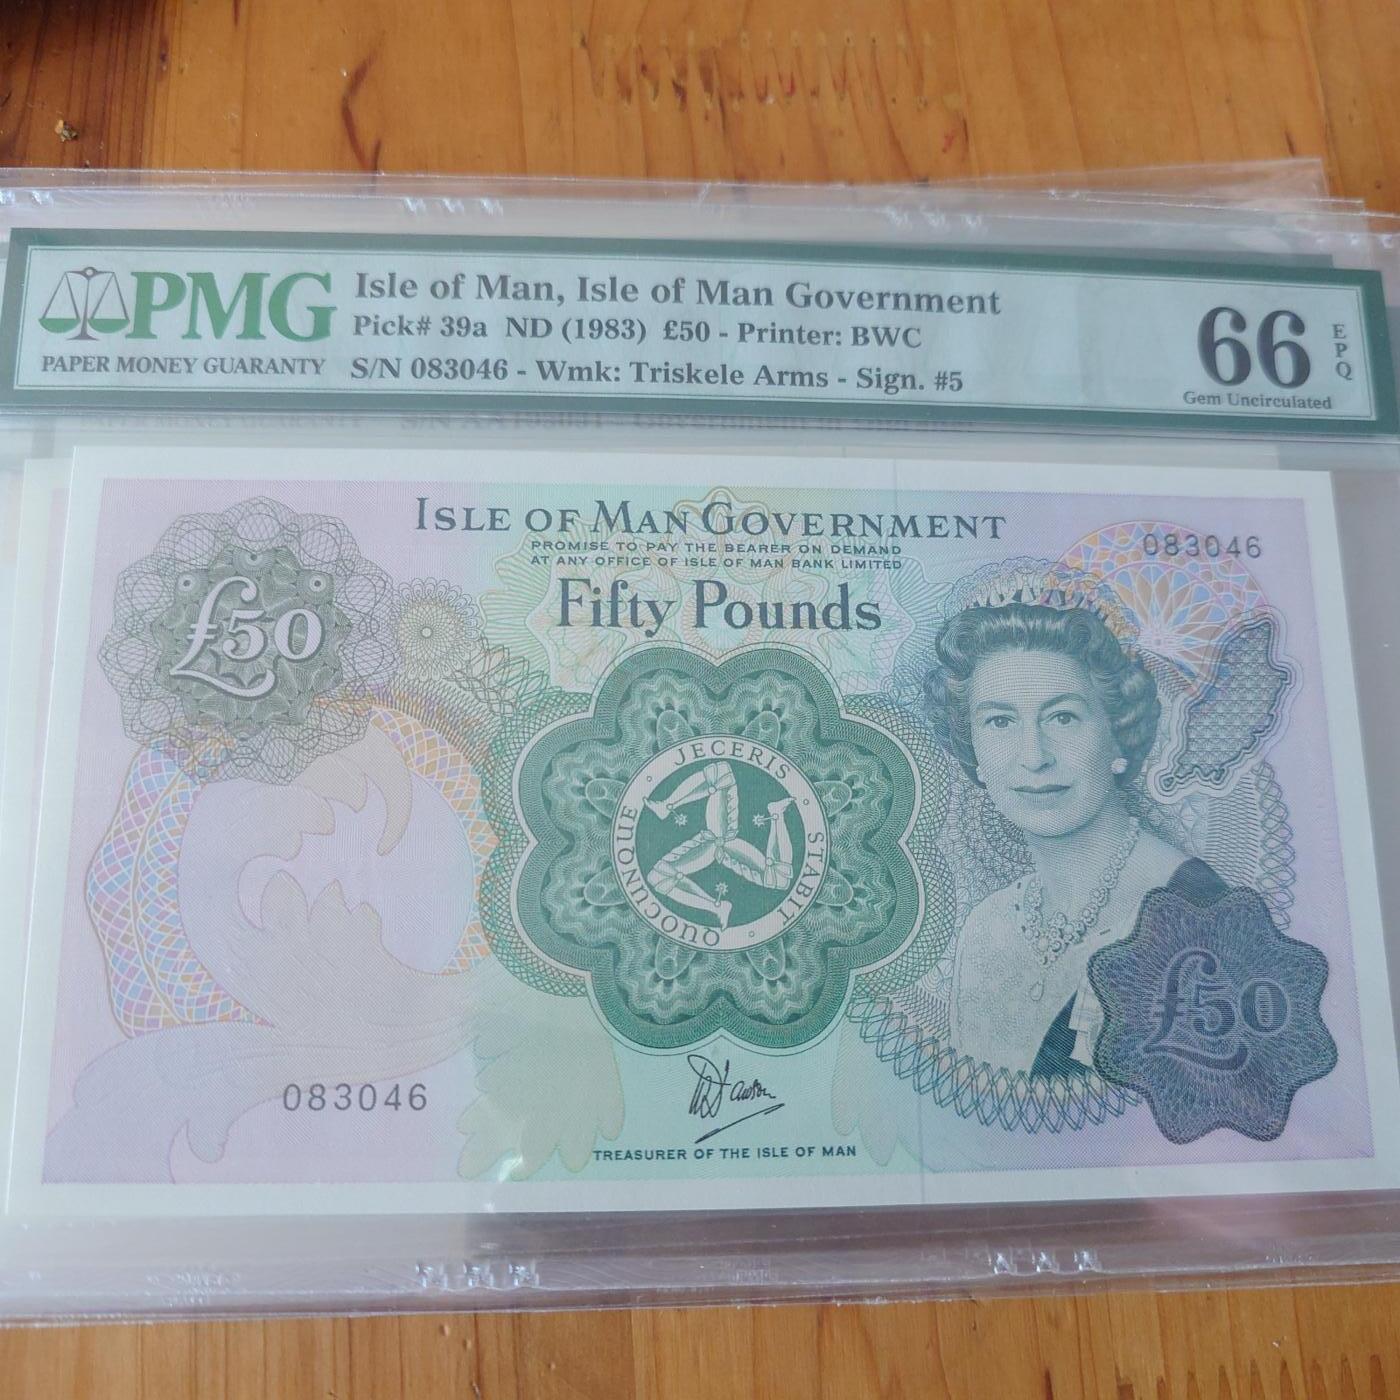 PMG
PAPER MONEY GUARANTY
Isle of Man, Isle of Man Government
Pick# 39a ND (1983) £50 - Printer: BWC
S/N 083046 - Wmk: Triskele Arms - Sign. #5
66
EPQ
Gem Uncirculated
ISLE OF MAN GOVERNMENT
PROMISE TO PAY THE BEARER ON DEMAND
AT ANY OFFICE OF ISLE OF MAN BANK LIMITED
Fifty Pounds
083046
£50
QUOCUNQUE · JECERIS · STABIT ·
£50
083046
TREASURER OF THE ISLE OF MAN